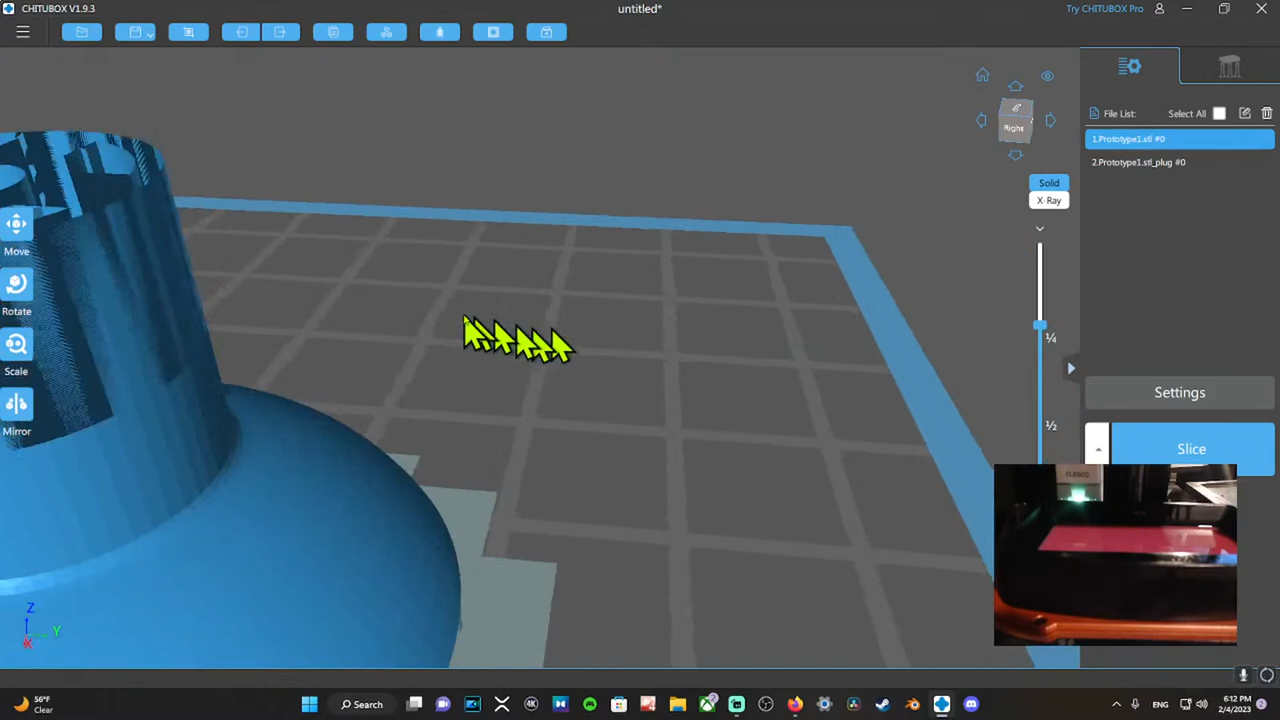 CHITUBOX V1.9.3
untitled*
Try CHITUBOX Pro
File List:
Select All
1.Prototype1.stl #0
2.Prototype1.stl_plug #0
Right
Solid
X-Ray
Move
Rotate
Scale
Mirror
¼
½
Settings
Slice
Z
Y
X
56°F
Clear
Search
ENG
6:12 PM
2/4/2023